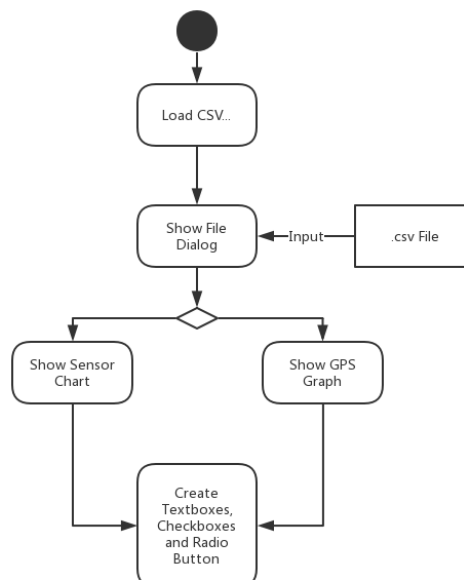 Load CSV...
Show File
Dialog
Input
.csv File
Show Sensor
Chart
Show GPS
Graph
Create
Textboxes,
Checkboxes
and Radio
Button